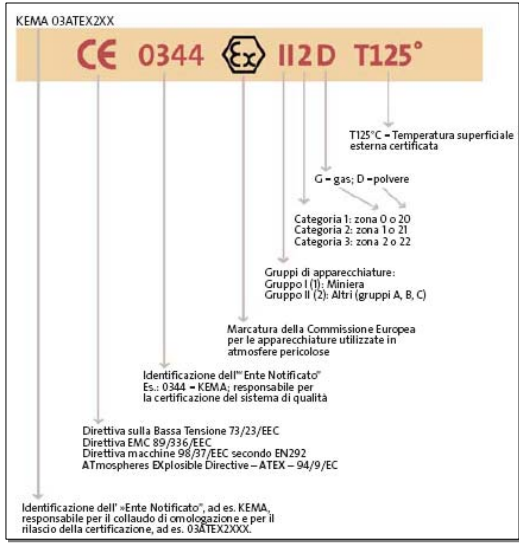 KEMA 03ATEX2XX
CE 0344 Ex II2D T125°
T125°C = Temperatura superficiale
esterna certificata
G = gas; D = polvere
Categoria 1: zona 0 o 20
Categoria 2: zona 1 o 21
Categoria 3: zona 2 o 22
Gruppi di apparecchiature:
Gruppo I (1): Miniera
Gruppo II (2): Altri (gruppi A, B, C)
Marcatura della Commissione Europea
per le apparecchiature utilizzate in
atmosfere pericolose
Identificazione dell'"Ente Notificato"
Es.: 0344 = KEMA; responsabile per
la certificazione del sistema di qualità
Direttiva sulla Bassa Tensione 73/23/EEC
Direttiva EMC 89/336/EEC
Direttiva macchine 98/37/EEC secondo EN292
ATmospheres EXplosible Directive – ATEX – 94/9/EC
Identificazione dell' »Ente Notificato", ad es. KEMA,
responsabile per il collaudo di omologazione e per il
rilascio della certificazione, ad es. 03ATEX2XXX.